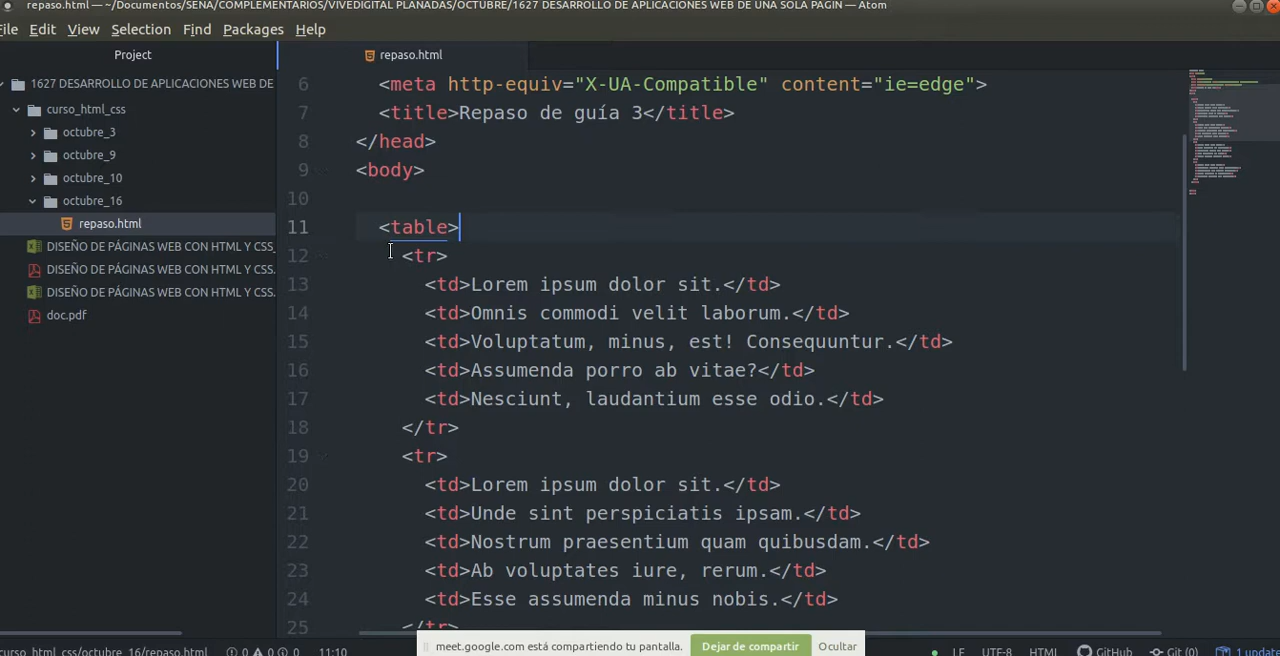 repaso.html — ~/Documentos/SENA/COMPLEMENTARIOS/VIVEDIGITAL PLANADAS/OCTUBRE/1627 DESARROLLO DE APLICACIONES WEB DE UNA SOLA PAGIN — Atom
File Edit View Selection Find Packages Help
Project
repaso.html
1627 DESARROLLO DE APLICACIONES WEB DE
curso_html_css
octubre_3
octubre_9
octubre_10
octubre_16
repaso.html
DISEÑO DE PÁGINAS WEB CON HTML Y CSS_
DISEÑO DE PÁGINAS WEB CON HTML Y CSS.
DISEÑO DE PÁGINAS WEB CON HTML Y CSS.
doc.pdf
6 <meta http-equiv="X-UA-Compatible" content="ie=edge">
7 <title>Repaso de guía 3</title>
8 </head>
9 <body>
10
11 <table>
12 <tr>
13 <td>Lorem ipsum dolor sit.</td>
14 <td>Omnis commodi velit laborum.</td>
15 <td>Voluptatum, minus, est! Consequuntur.</td>
16 <td>Assumenda porro ab vitae?</td>
17 <td>Nesciunt, laudantium esse odio.</td>
18 </tr>
19 <tr>
20 <td>Lorem ipsum dolor sit.</td>
21 <td>Unde sint perspiciatis ipsam.</td>
22 <td>Nostrum praesentium quam quibusdam.</td>
23 <td>Ab voluptates iure, rerum.</td>
24 <td>Esse assumenda minus nobis.</td>
25 </tr>
meet.google.com está compartiendo tu pantalla. Dejar de compartir Ocultar
curso_html_css/octubre_16/repaso.html 0 0 0 11:10 LF UTF-8 HTML GitHub Git (0) 1 update